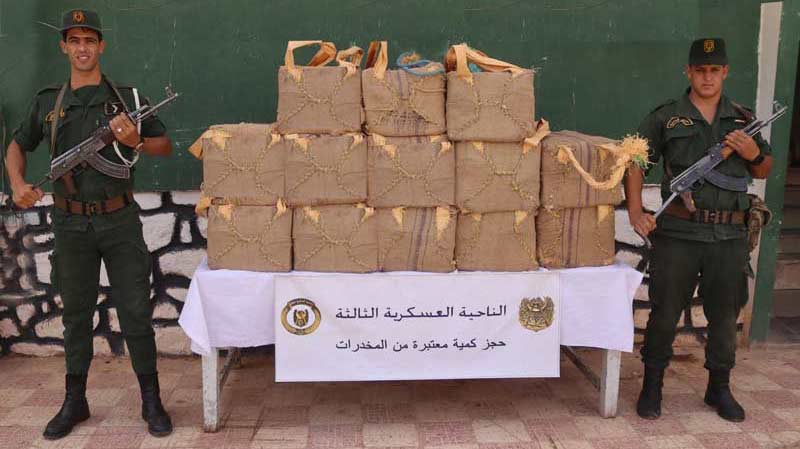 الناحية العسكرية الثالثة
حجز كمية معتبرة من المخدرات